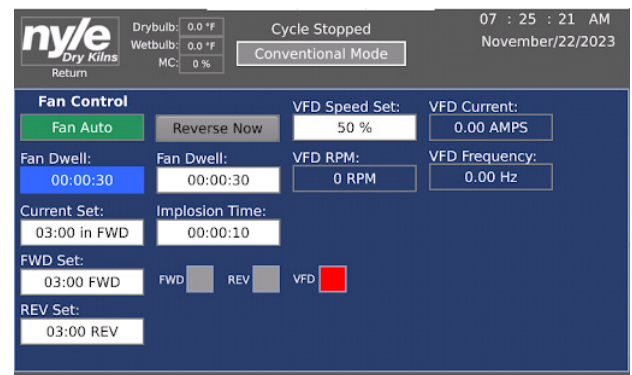 nyle
Dry Kilns
Return
Drybulb: 0.0 °F
Wetbulb: 0.0 °F
MC: 0 %
Cycle Stopped
Conventional Mode
07 : 25 : 21 AM
November/22/2023
Fan Control
Fan Auto
Reverse Now
VFD Speed Set:
50 %
VFD Current:
0.00 AMPS
Fan Dwell:
00:00:30
Fan Dwell:
00:00:30
VFD RPM:
0 RPM
VFD Frequency:
0.00 Hz
Current Set:
03:00 in FWD
Implosion Time:
00:00:10
FWD Set:
03:00 FWD
FWD
REV
VFD
REV Set:
03:00 REV